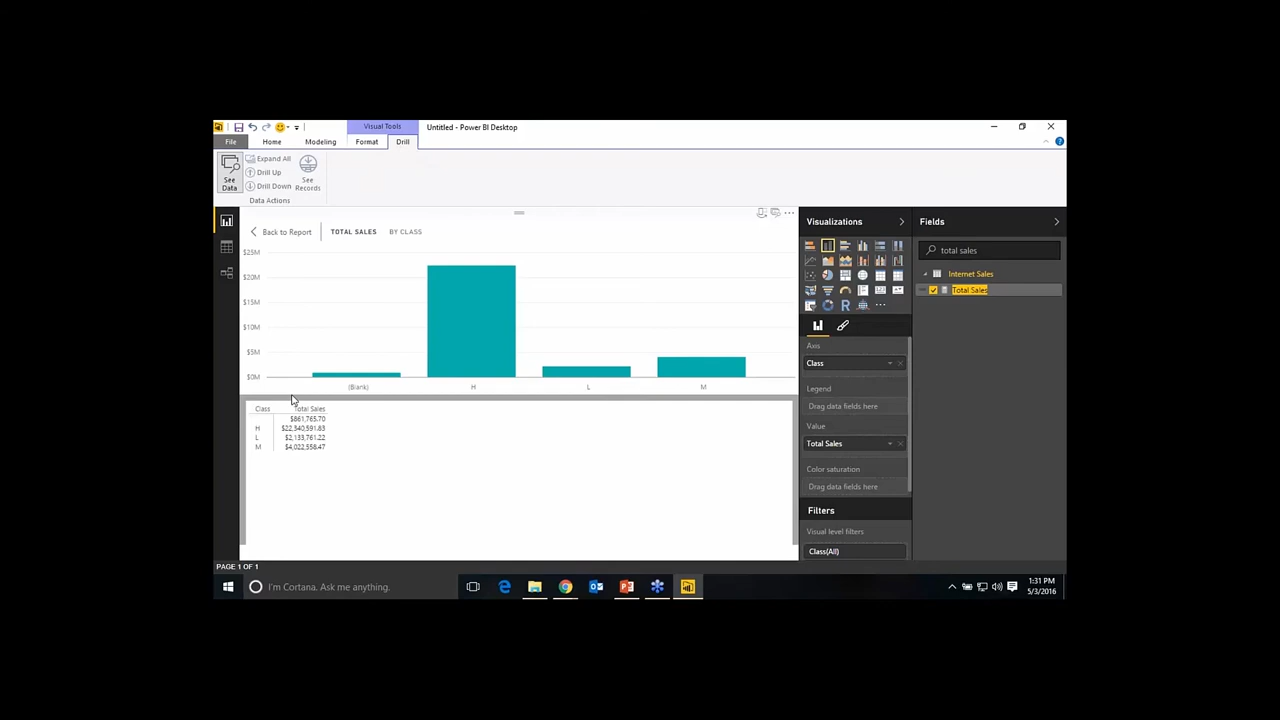 Visual Tools
Untitled - Power BI Desktop
File
Home
Modeling
Format
Drill
See Data
Expand All
Drill Up
Drill Down
See Records
Data Actions
Back to Report
TOTAL SALES
BY CLASS
$25M
$20M
$15M
$10M
$5M
$0M
(Blank)
H
L
M
Class Total Sales
$861,765.70
H $22,340,591.83
L $2,133,761.22
M $4,022,558.47
Visualizations
R
Axis
Class
Legend
Drag data fields here
Value
Total Sales
Color saturation
Drag data fields here
Filters
Visual level filters
Class(All)
Fields
total sales
Internet Sales
Total Sales
PAGE 1 OF 1
I'm Cortana. Ask me anything.
1:31 PM
5/3/2016